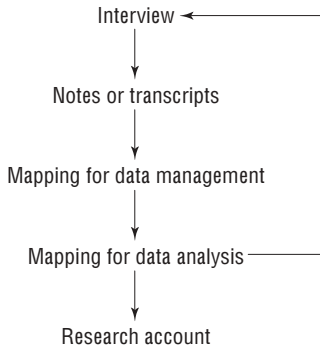 Interview
Notes or transcripts
Mapping for data management
Mapping for data analysis
Research account